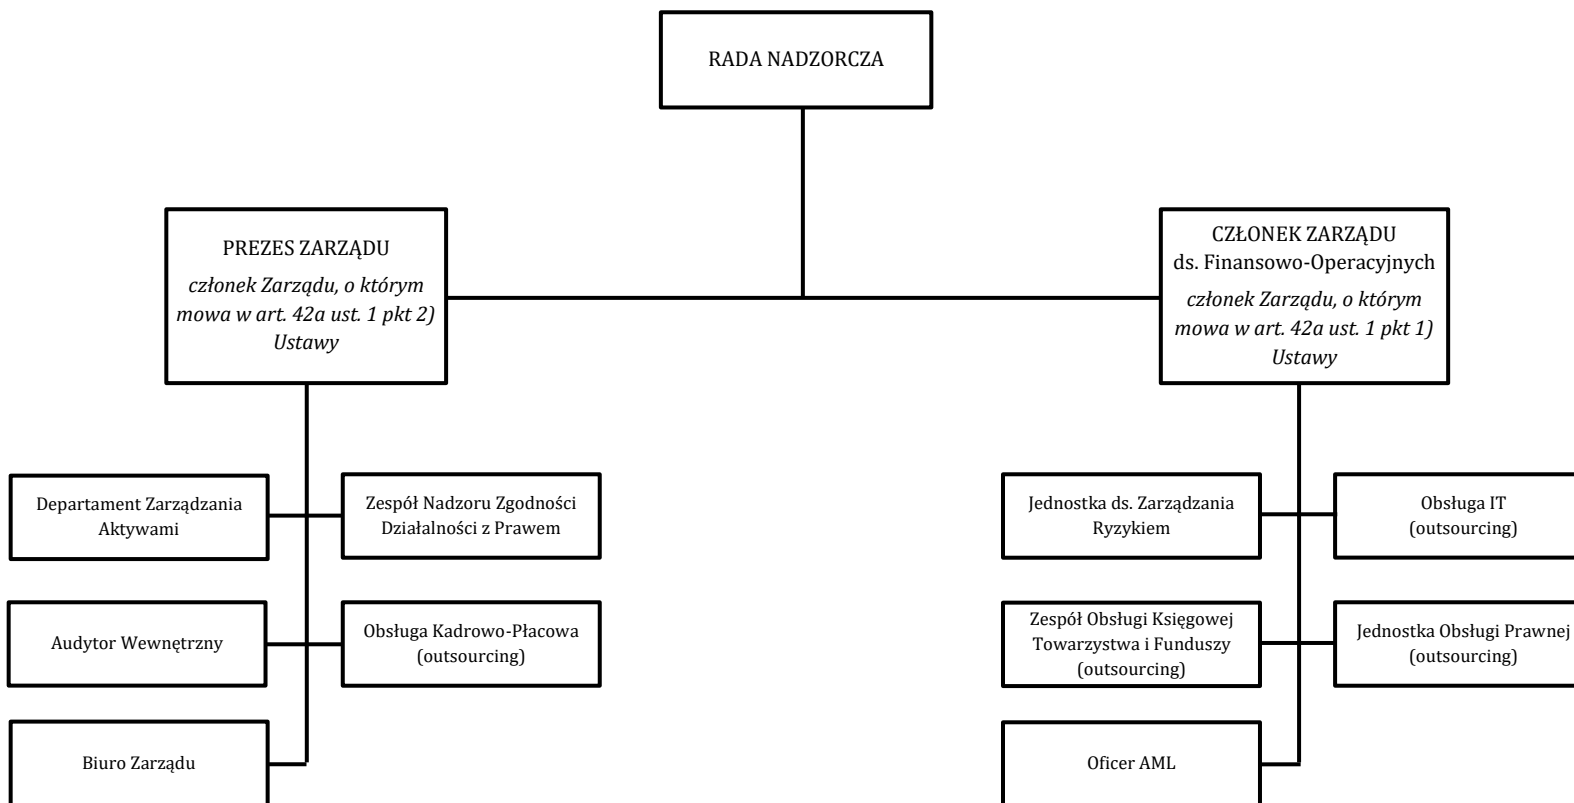 RADA NADZORCZA
PREZES ZARZĄDU
członek Zarządu, o którym
mowa w art. 42a ust. 1 pkt 2)
Ustawy
CZŁONEK ZARZĄDU
ds. Finansowo-Operacyjnych
członek Zarządu, o którym
mowa w art. 42a ust. 1 pkt 1)
Ustawy
Departament Zarządzania
Aktywami
Zespół Nadzoru Zgodności
Działalności z Prawem
Audytor Wewnętrzny
Obsługa Kadrowo-Płacowa
(outsourcing)
Biuro Zarządu
Jednostka ds. Zarządzania
Ryzykiem
Obsługa IT
(outsourcing)
Zespół Obsługi Księgowej
Towarzystwa i Funduszy
(outsourcing)
Jednostka Obsługi Prawnej
(outsourcing)
Oficer AML